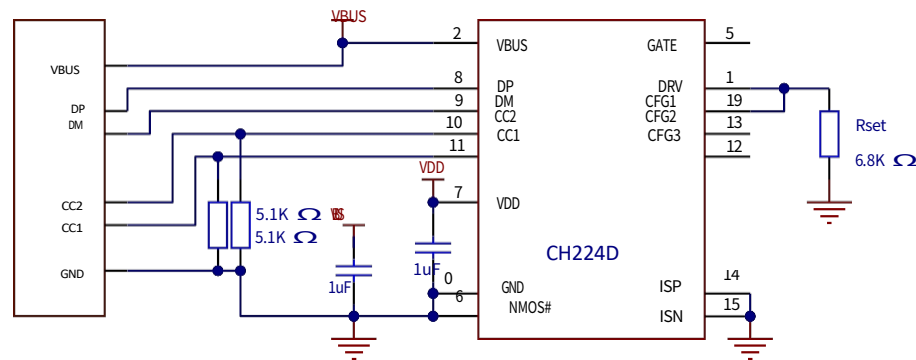 VBUS
2
VBUS
GATE
5
VBUS
8
DP
DRV
1
DP
9
DM
CFG1
19
DM
10
CC2
CFG2
13
Rset
CC1
CFG3
11
12
6.8K Ω
VDD
7
VDD
CC2
5.1K Ω
CC1
5.1K Ω
CH224D
GND
1uF
0
GND
ISP
14
1uF
6
NMOS#
ISN
15